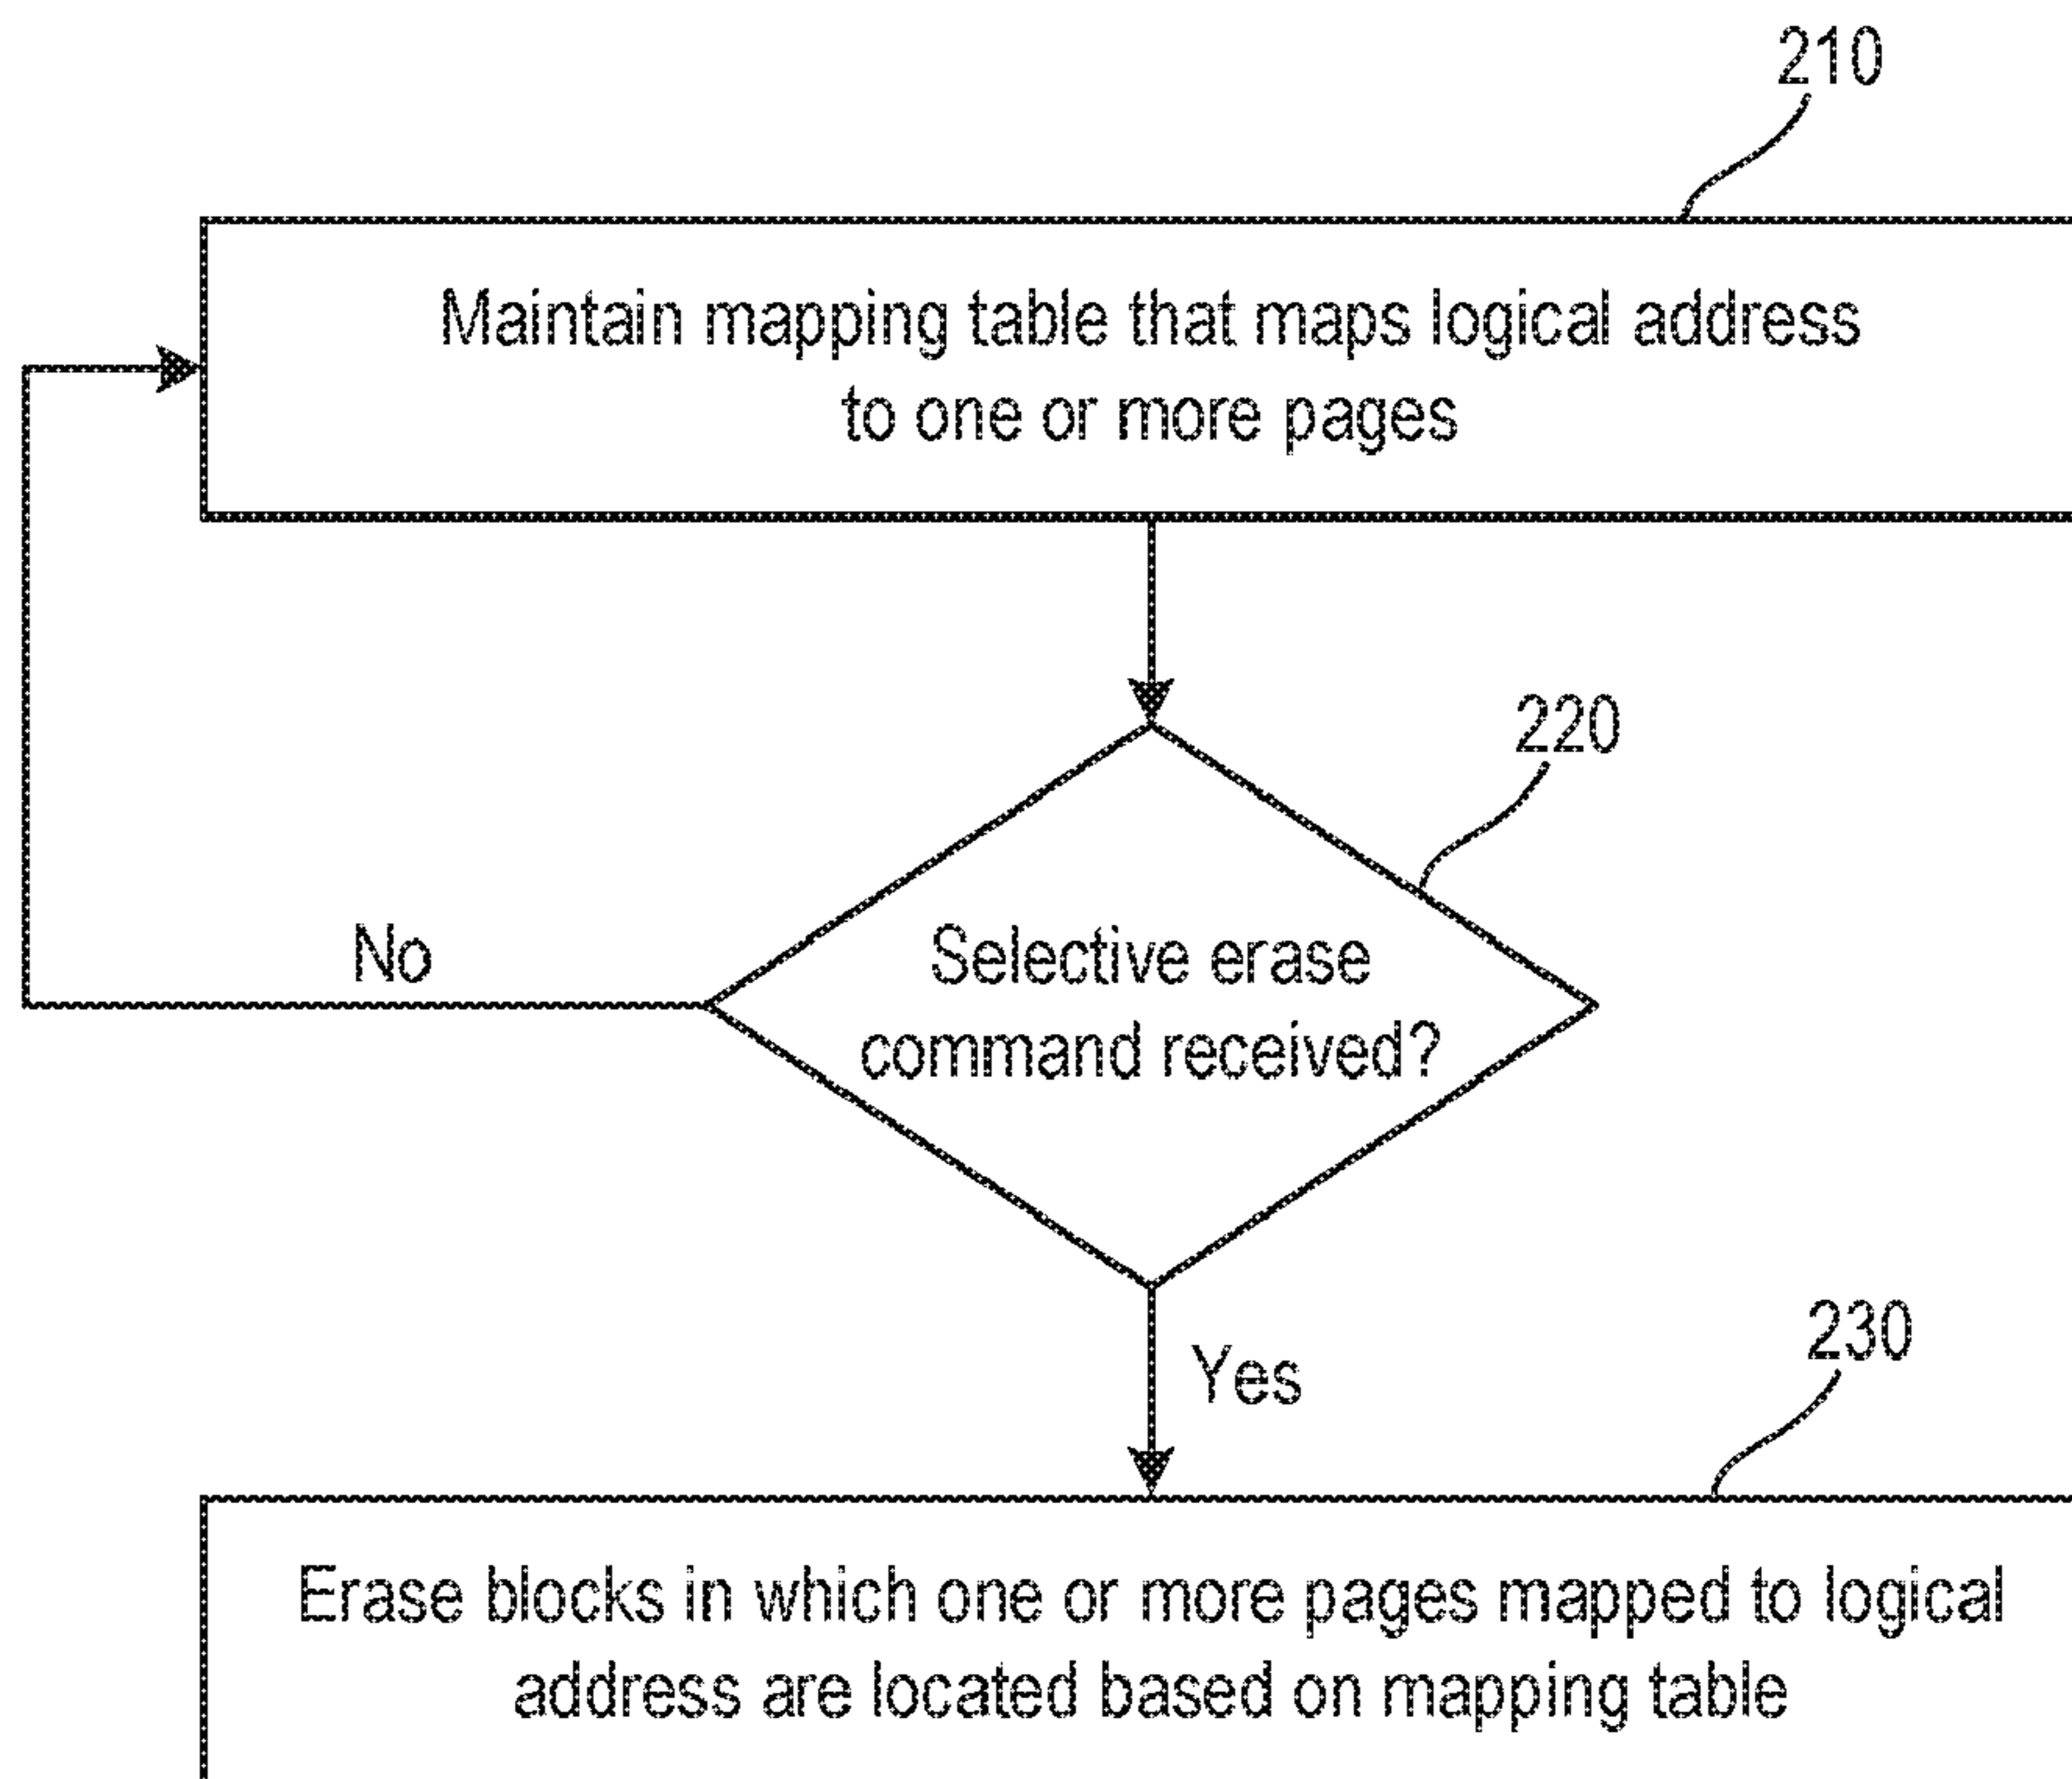 210
Maintain mapping table that maps logical address
to one or more pages
220
Selective erase
command received?
No
Yes
230
Erase blocks in which one or more pages mapped to logical
address are located based on mapping table